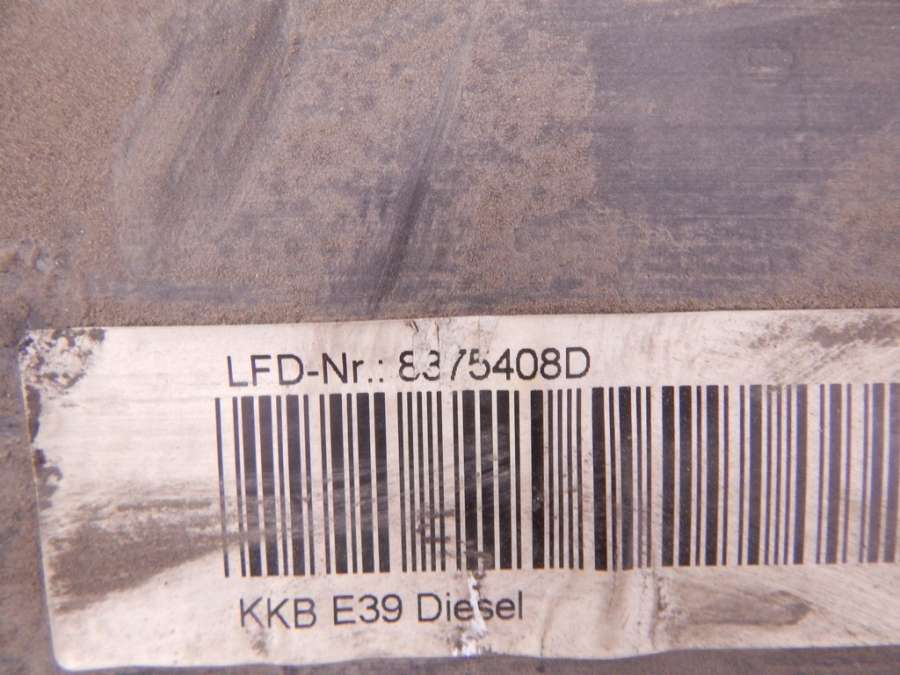 LFD-Nr.: 8375408D
KKB E39 Diesel